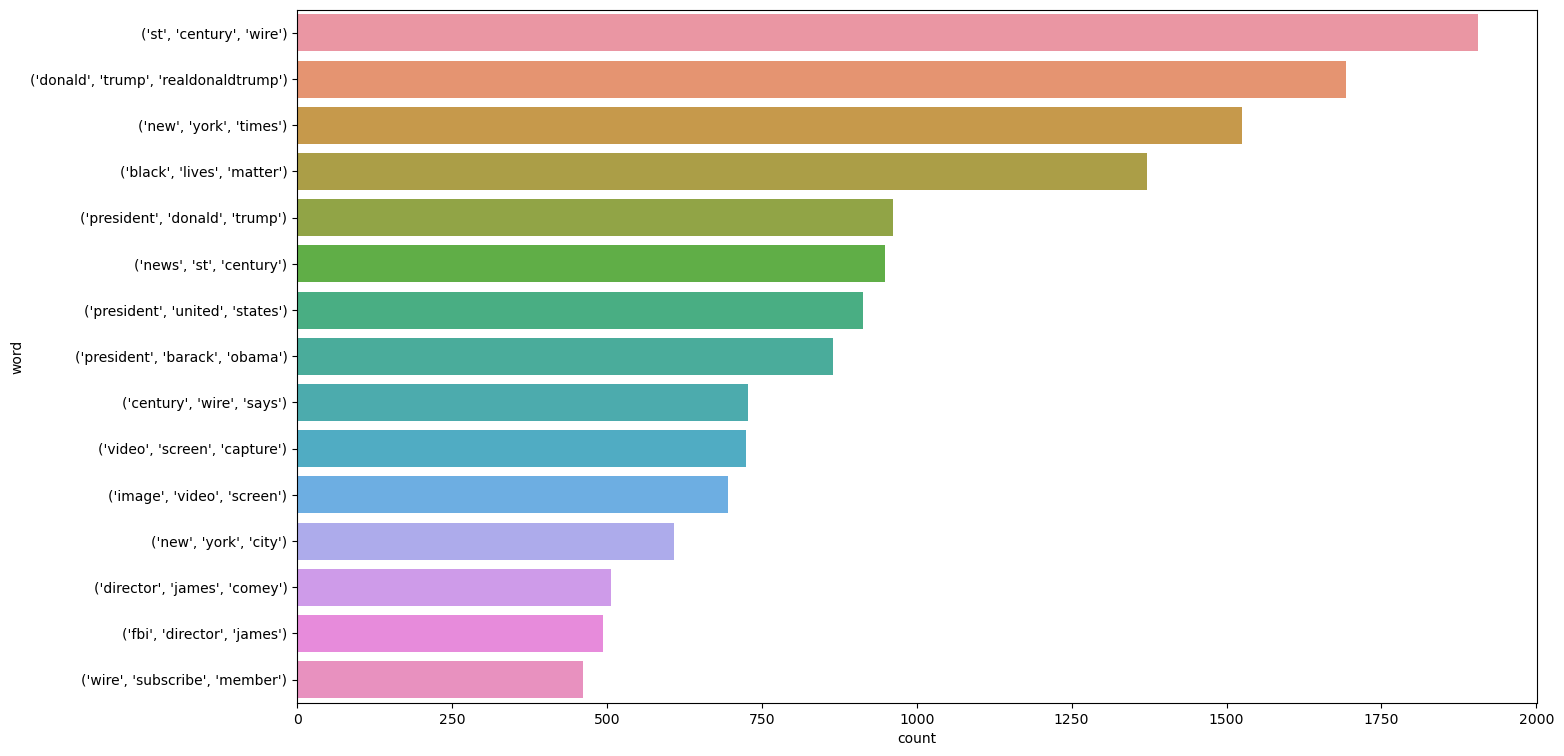 ('st', 'century', 'wire')
('donald', 'trump', 'realdonaldtrump')
('new', 'york', 'times')
('black', 'lives', 'matter')
('president', 'donald', 'trump')
('news', 'st', 'century')
('president', 'united', 'states')
('president', 'barack', 'obama')
('century', 'wire', 'says')
('video', 'screen', 'capture')
('image', 'video', 'screen')
('new', 'york', 'city')
('director', 'james', 'comey')
('fbi', 'director', 'james')
('wire', 'subscribe', 'member')
word
0 250 500 750 1000 1250 1500 1750 2000
count